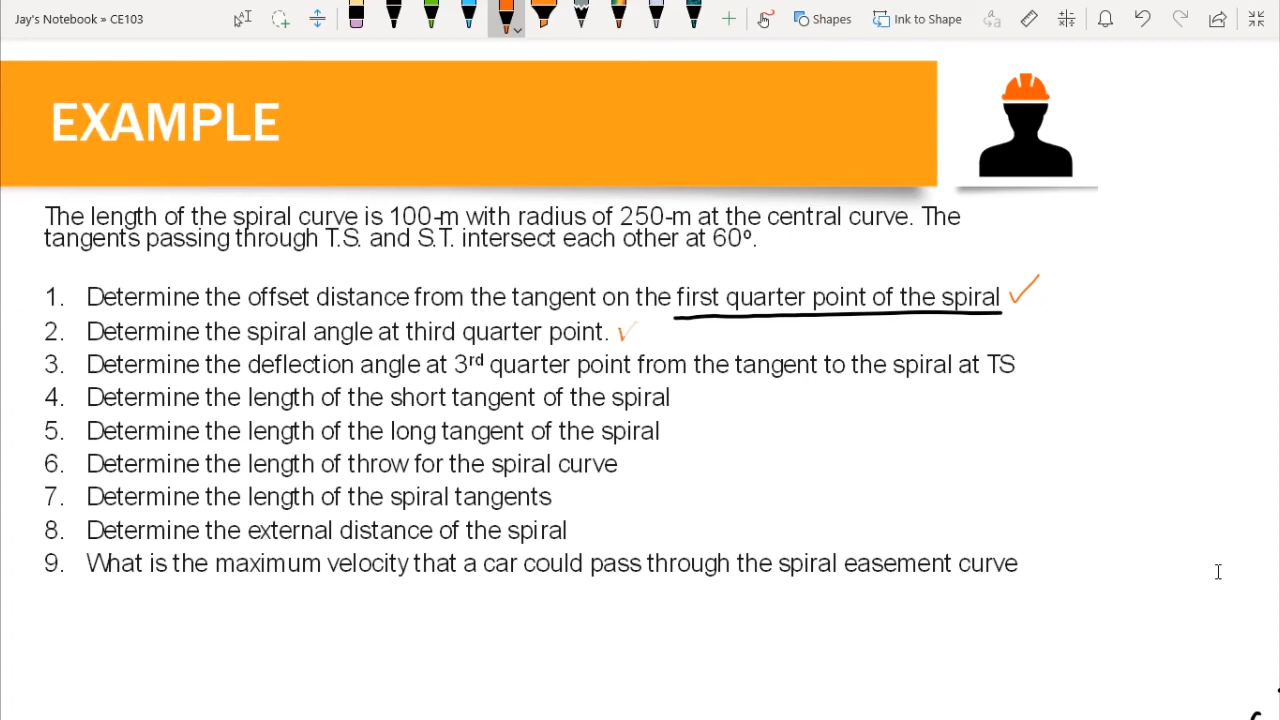 Jay's Notebook » CE103
Shapes
Ink to Shape
EXAMPLE
The length of the spiral curve is 100-m with radius of 250-m at the central curve. The
tangents passing through T.S. and S.T. intersect each other at 60º.
1. Determine the offset distance from the tangent on the first quarter point of the spiral
2. Determine the spiral angle at third quarter point.
3. Determine the deflection angle at 3rd quarter point from the tangent to the spiral at TS
4. Determine the length of the short tangent of the spiral
5. Determine the length of the long tangent of the spiral
6. Determine the length of throw for the spiral curve
7. Determine the length of the spiral tangents
8. Determine the external distance of the spiral
9. What is the maximum velocity that a car could pass through the spiral easement curve